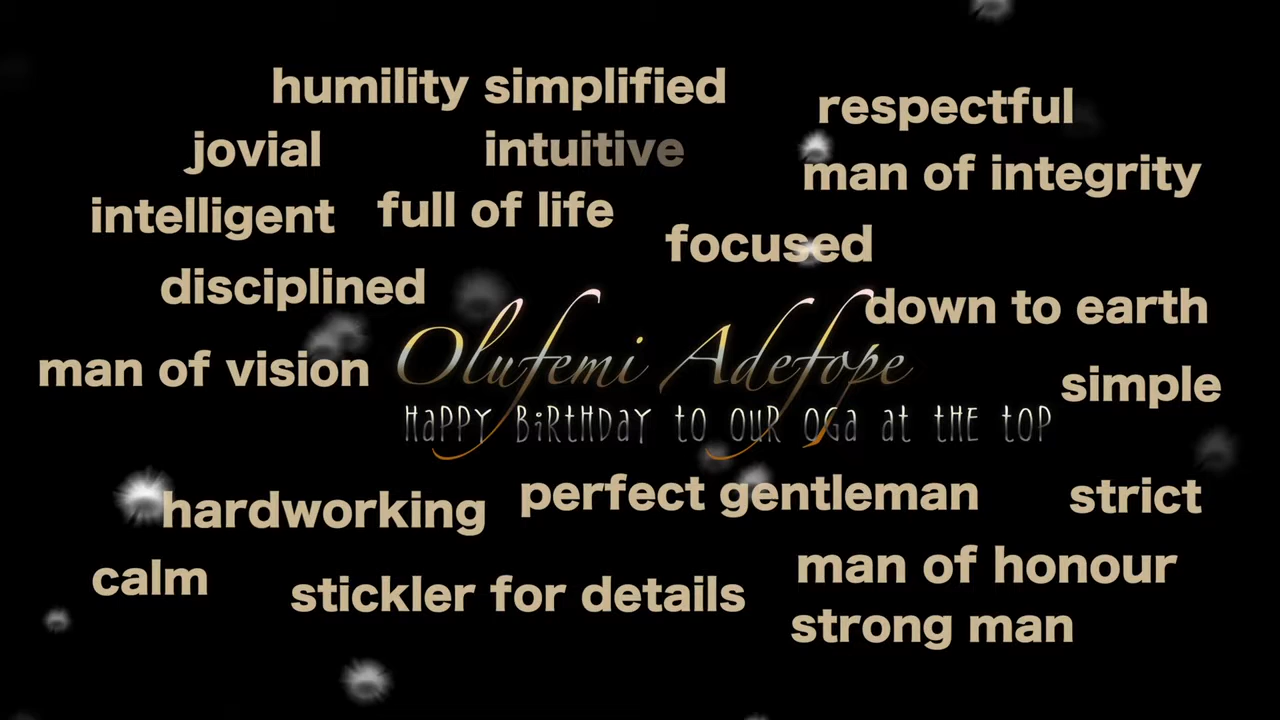 humility simplified
respectful
jovial
intuitive
man of integrity
intelligent
full of life
focused
disciplined
down to earth
Olufemi Adefope
man of vision
simple
HaPPY BiRtHDaY to ouR oGa at tHE toP
hardworking
perfect gentleman
strict
calm
stickler for details
man of honour
strong man